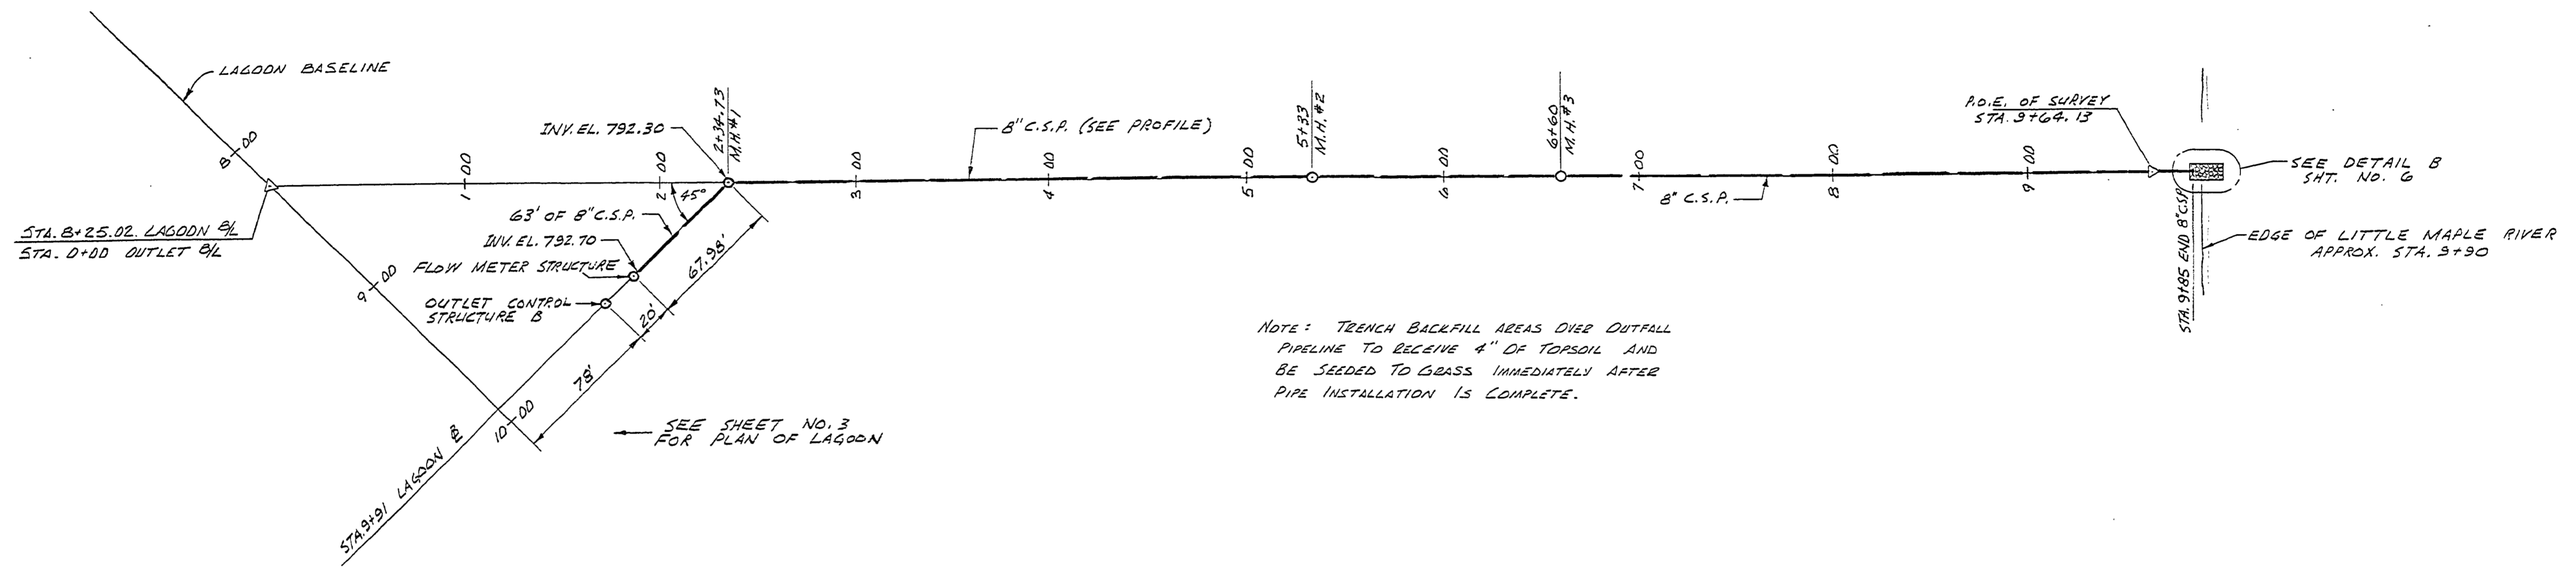 LAGOON BASELINE
8+00
INV. EL. 792.30
2+34.73
M.H.#1
8" C.S.P. (SEE PROFILE)
5+33
M.H.#2
6+60
M.H.#3
P.O.E. OF SURVEY
STA. 9+64.13
SEE DETAIL B
SHT. NO. 6
1+00
2+00
3+00
4+00
5+00
6+00
7+00
8+00
9+00
45°
8" C.S.P.
STA. 8+25.02 LAGOON B/L
STA. 0+00 OUTLET B/L
63' OF 8" C.S.P.
INV. EL. 792.70
FLOW METER STRUCTURE
OUTLET CONTROL
STRUCTURE B
67.98'
20'
78'
9+00
10+00
STA. 9+91 LAGOON B/L
SEE SHEET NO. 3
FOR PLAN OF LAGOON
NOTE: TRENCH BACKFILL AREAS OVER OUTFALL
PIPELINE TO RECEIVE 4" OF TOPSOIL AND
BE SEEDED TO GRASS IMMEDIATELY AFTER
PIPE INSTALLATION IS COMPLETE.
STA. 9+85 END 8" C.S.P.
EDGE OF LITTLE MAPLE RIVER
APPROX. STA. 9+90